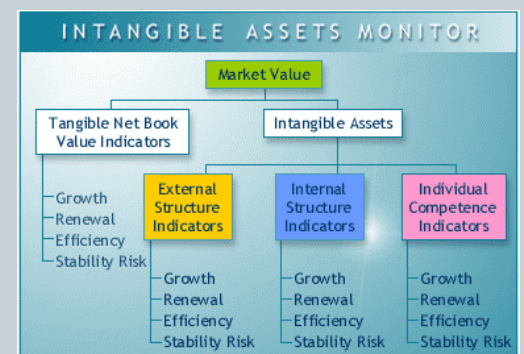 INTANGIBLE ASSETS MONITOR
Market Value
Tangible Net Book
Value Indicators
Intangible Assets
Growth
Renewal
Efficiency
Stability Risk
External
Structure
Indicators
Internal
Structure
Indicators
Individual
Competence
Indicators
Growth
Renewal
Efficiency
Stability Risk
Growth
Renewal
Efficiency
Stability Risk
Growth
Renewal
Efficiency
Stability Risk